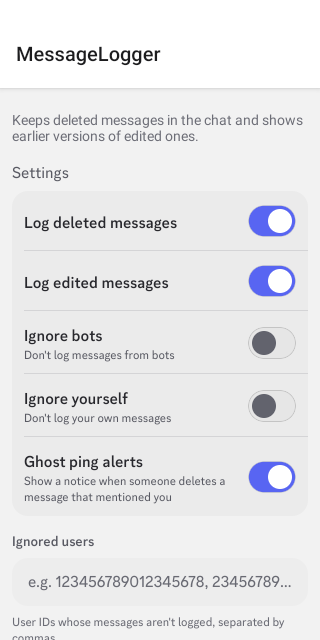 MessageLogger
Keeps deleted messages in the chat and shows
earlier versions of edited ones.
Settings
Log deleted messages
Log edited messages
Ignore bots
Don't log messages from bots
Ignore yourself
Don't log your own messages
Ghost ping alerts
Show a notice when someone deletes a
message that mentioned you
Ignored users
e.g. 123456789012345678, 23456789...
User IDs whose messages aren't logged, separated by
commas.